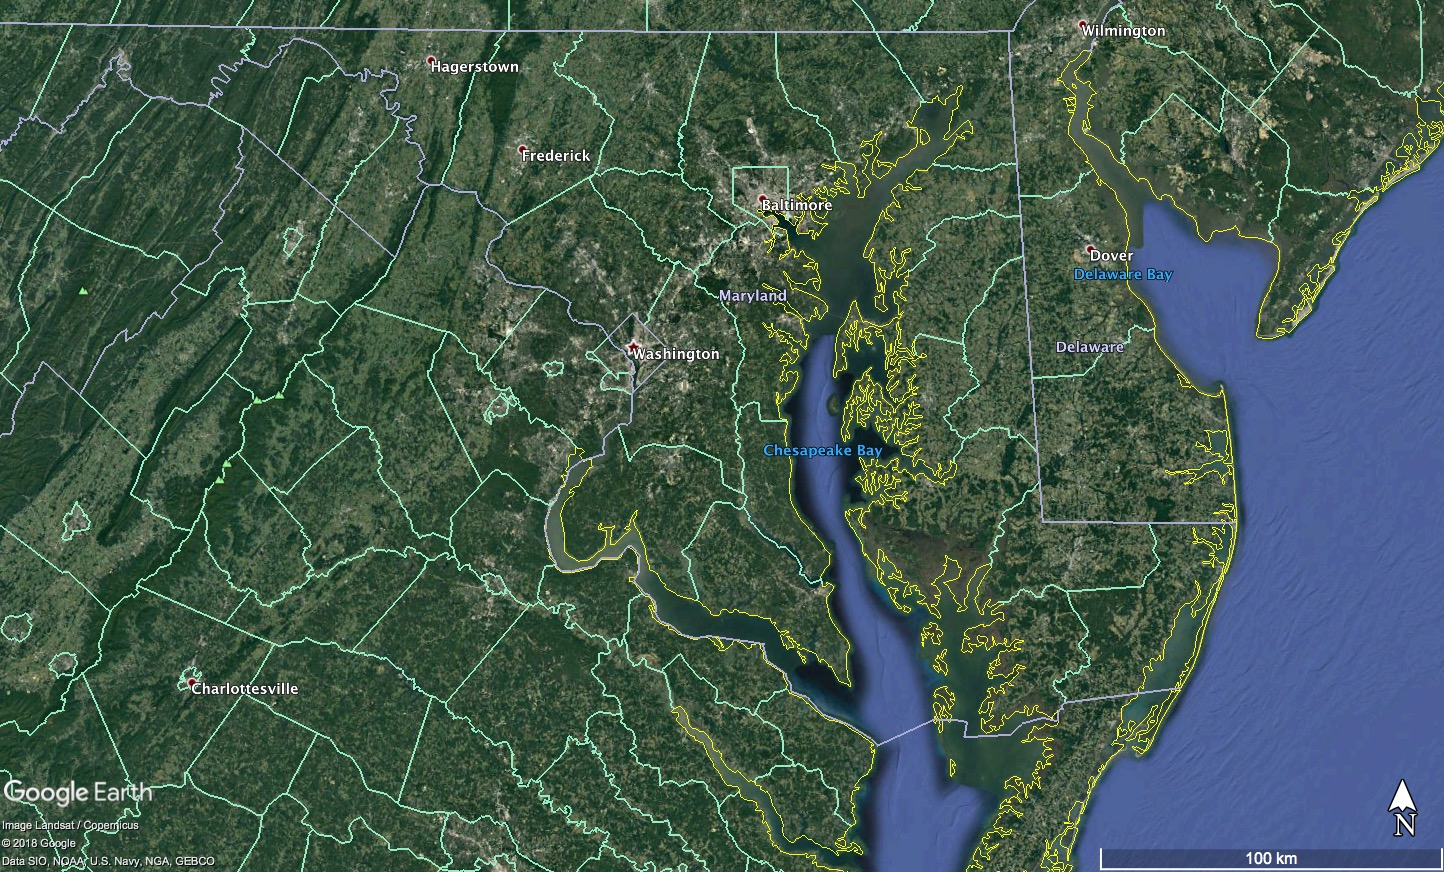 Wilmington
Hagerstown
Frederick
Baltimore
Dover
Delaware Bay
Maryland
Delaware
Washington
Chesapeake Bay
Charlottesville
Google Earth
Image Landsat / Copernicus
© 2018 Google
Data SIO, NOAA, U.S. Navy, NGA, GEBCO
N
100 km